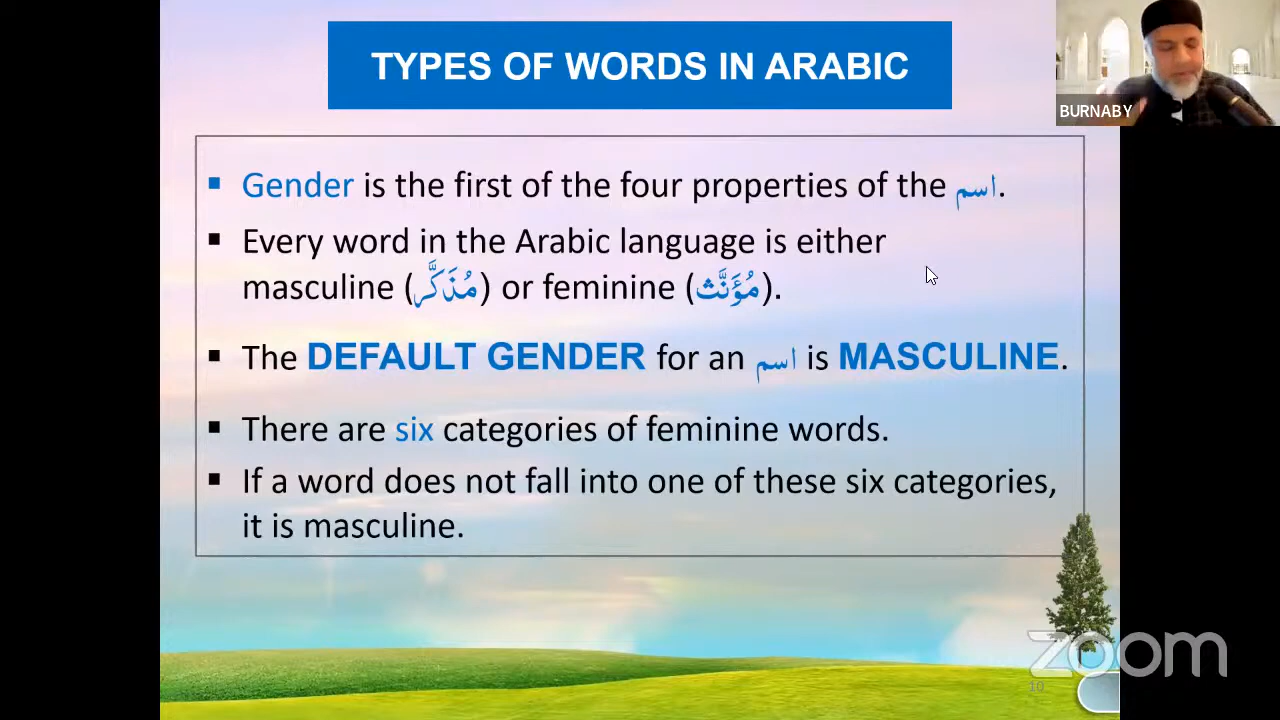 TYPES OF WORDS IN ARABIC
BURNABY
▪ Gender is the first of the four properties of the اسم.
▪ Every word in the Arabic language is either
masculine (مُذَكَّر) or feminine (مُؤَنَّث).
▪ The DEFAULT GENDER for an اسم is MASCULINE.
▪ There are six categories of feminine words.
▪ If a word does not fall into one of these six categories,
it is masculine.
zoom
10